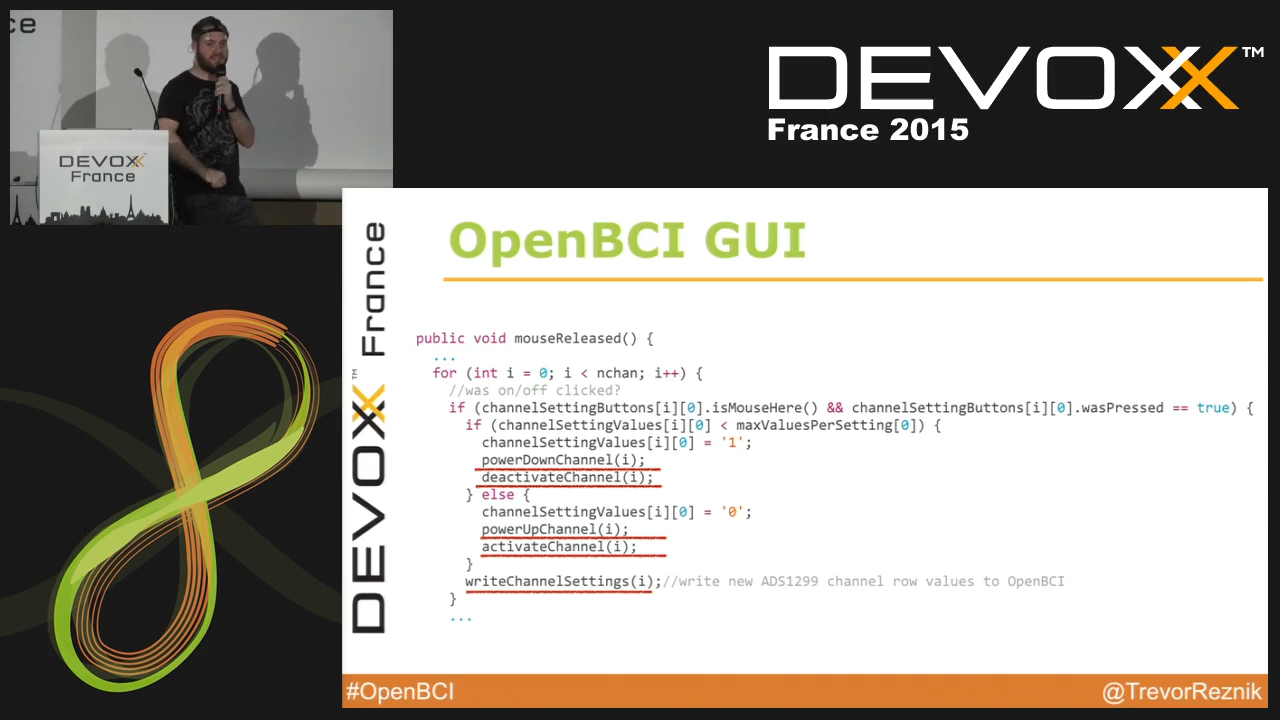 ce
DEVOXX
France
DEVOXX™
France 2015
DEVOXX™ France
OpenBCI GUI
public void mouseReleased() {
...
for (int i = 0; i < nchan; i++) {
//was on/off clicked?
if (channelSettingButtons[i][0].isMouseHere() && channelSettingButtons[i][0].wasPressed == true) {
if (channelSettingValues[i][0] < maxValuesPerSetting[0]) {
channelSettingValues[i][0] = '1';
powerDownChannel(i);
deactivateChannel(i);
} else {
channelSettingValues[i][0] = '0';
powerUpChannel(i);
activateChannel(i);
}
writeChannelSettings(i);//write new ADS1299 channel row values to OpenBCI
}
...
#OpenBCI
@TrevorReznik